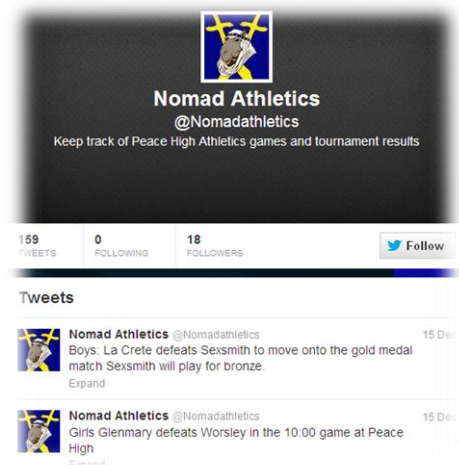 Nomad Athletics
@Nomadathletics
Keep track of Peace High Athletics games and tournament results
159
TWEETS
0
FOLLOWING
18
FOLLOWERS
Follow
Tweets
Nomad Athletics @Nomadathletics 15 Dec
Boys: La Crete defeats Sexsmith to move onto the gold medal
match Sexsmith will play for bronze.
Expand
Nomad Athletics @Nomadathletics 15 Dec
Girls Glenmary defeats Worsley in the 10:00 game at Peace
High
Expand